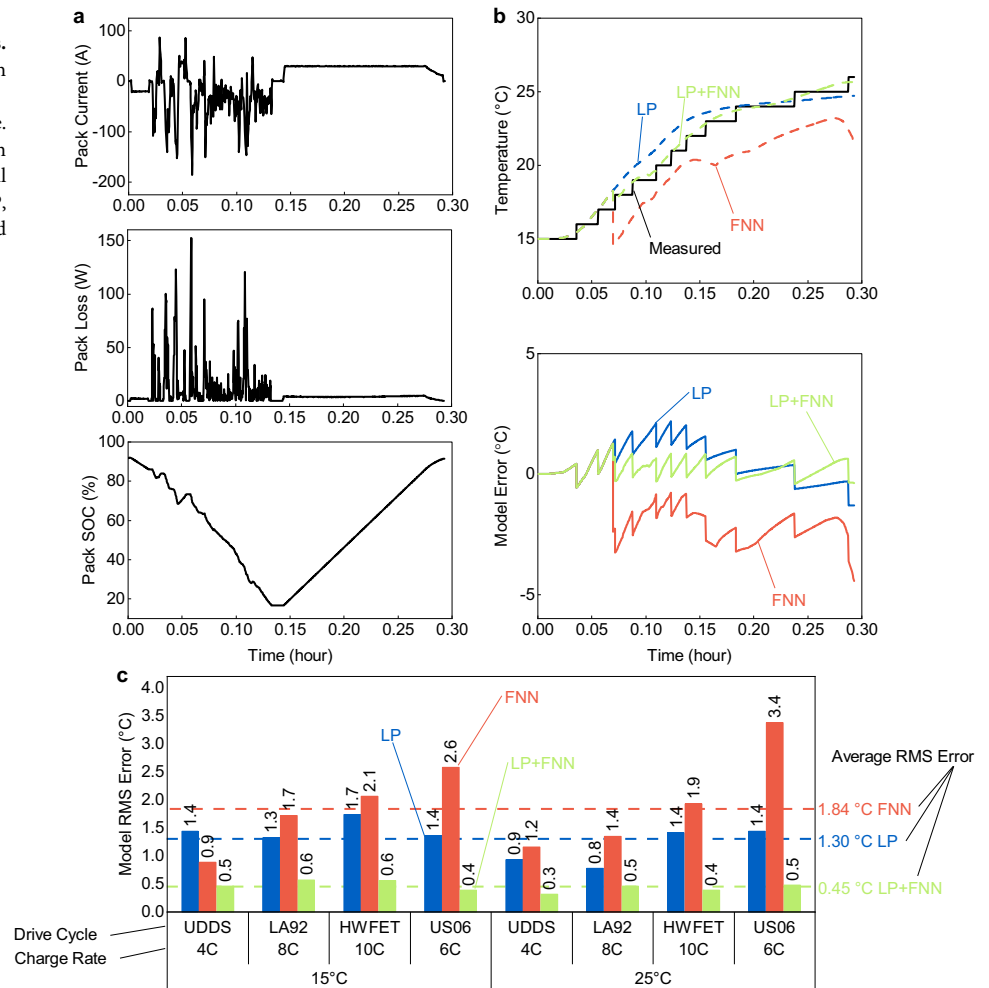 s.
n
e.
n
l
,
d
a
Pack Current (A)
100
0
-100
-200
0.00 0.05 0.10 0.15 0.20 0.25 0.30
Pack Loss (W)
150
100
50
0
0.00 0.05 0.10 0.15 0.20 0.25 0.30
Pack SOC (%)
100
80
60
40
20
0.00 0.05 0.10 0.15 0.20 0.25 0.30
Time (hour)
b
Temperature (°C)
30
25
20
15
LP+FNN
LP
FNN
Measured
0.00 0.05 0.10 0.15 0.20 0.25 0.30
Model Error (°C)
5
0
-5
LP
LP+FNN
FNN
0.00 0.05 0.10 0.15 0.20 0.25 0.30
Time (hour)
c
Model RMS Error (°C)
4.0
3.5
3.0
2.5
2.0
1.5
1.0
0.5
0.0
FNN
LP
LP+FNN
1.4 0.9 0.5 1.3 1.7 0.6 1.7 2.1 0.6 1.4 2.6 0.4 0.9 1.2 0.3 0.8 1.4 0.5 1.4 1.9 0.4 1.4 3.4 0.5
Average RMS Error
1.84 °C FNN
1.30 °C LP
0.45 °C LP+FNN
Drive Cycle UDDS LA92 HWFET US06 UDDS LA92 HWFET US06
Charge Rate 4C 8C 10C 6C 4C 8C 10C 6C
15°C 25°C